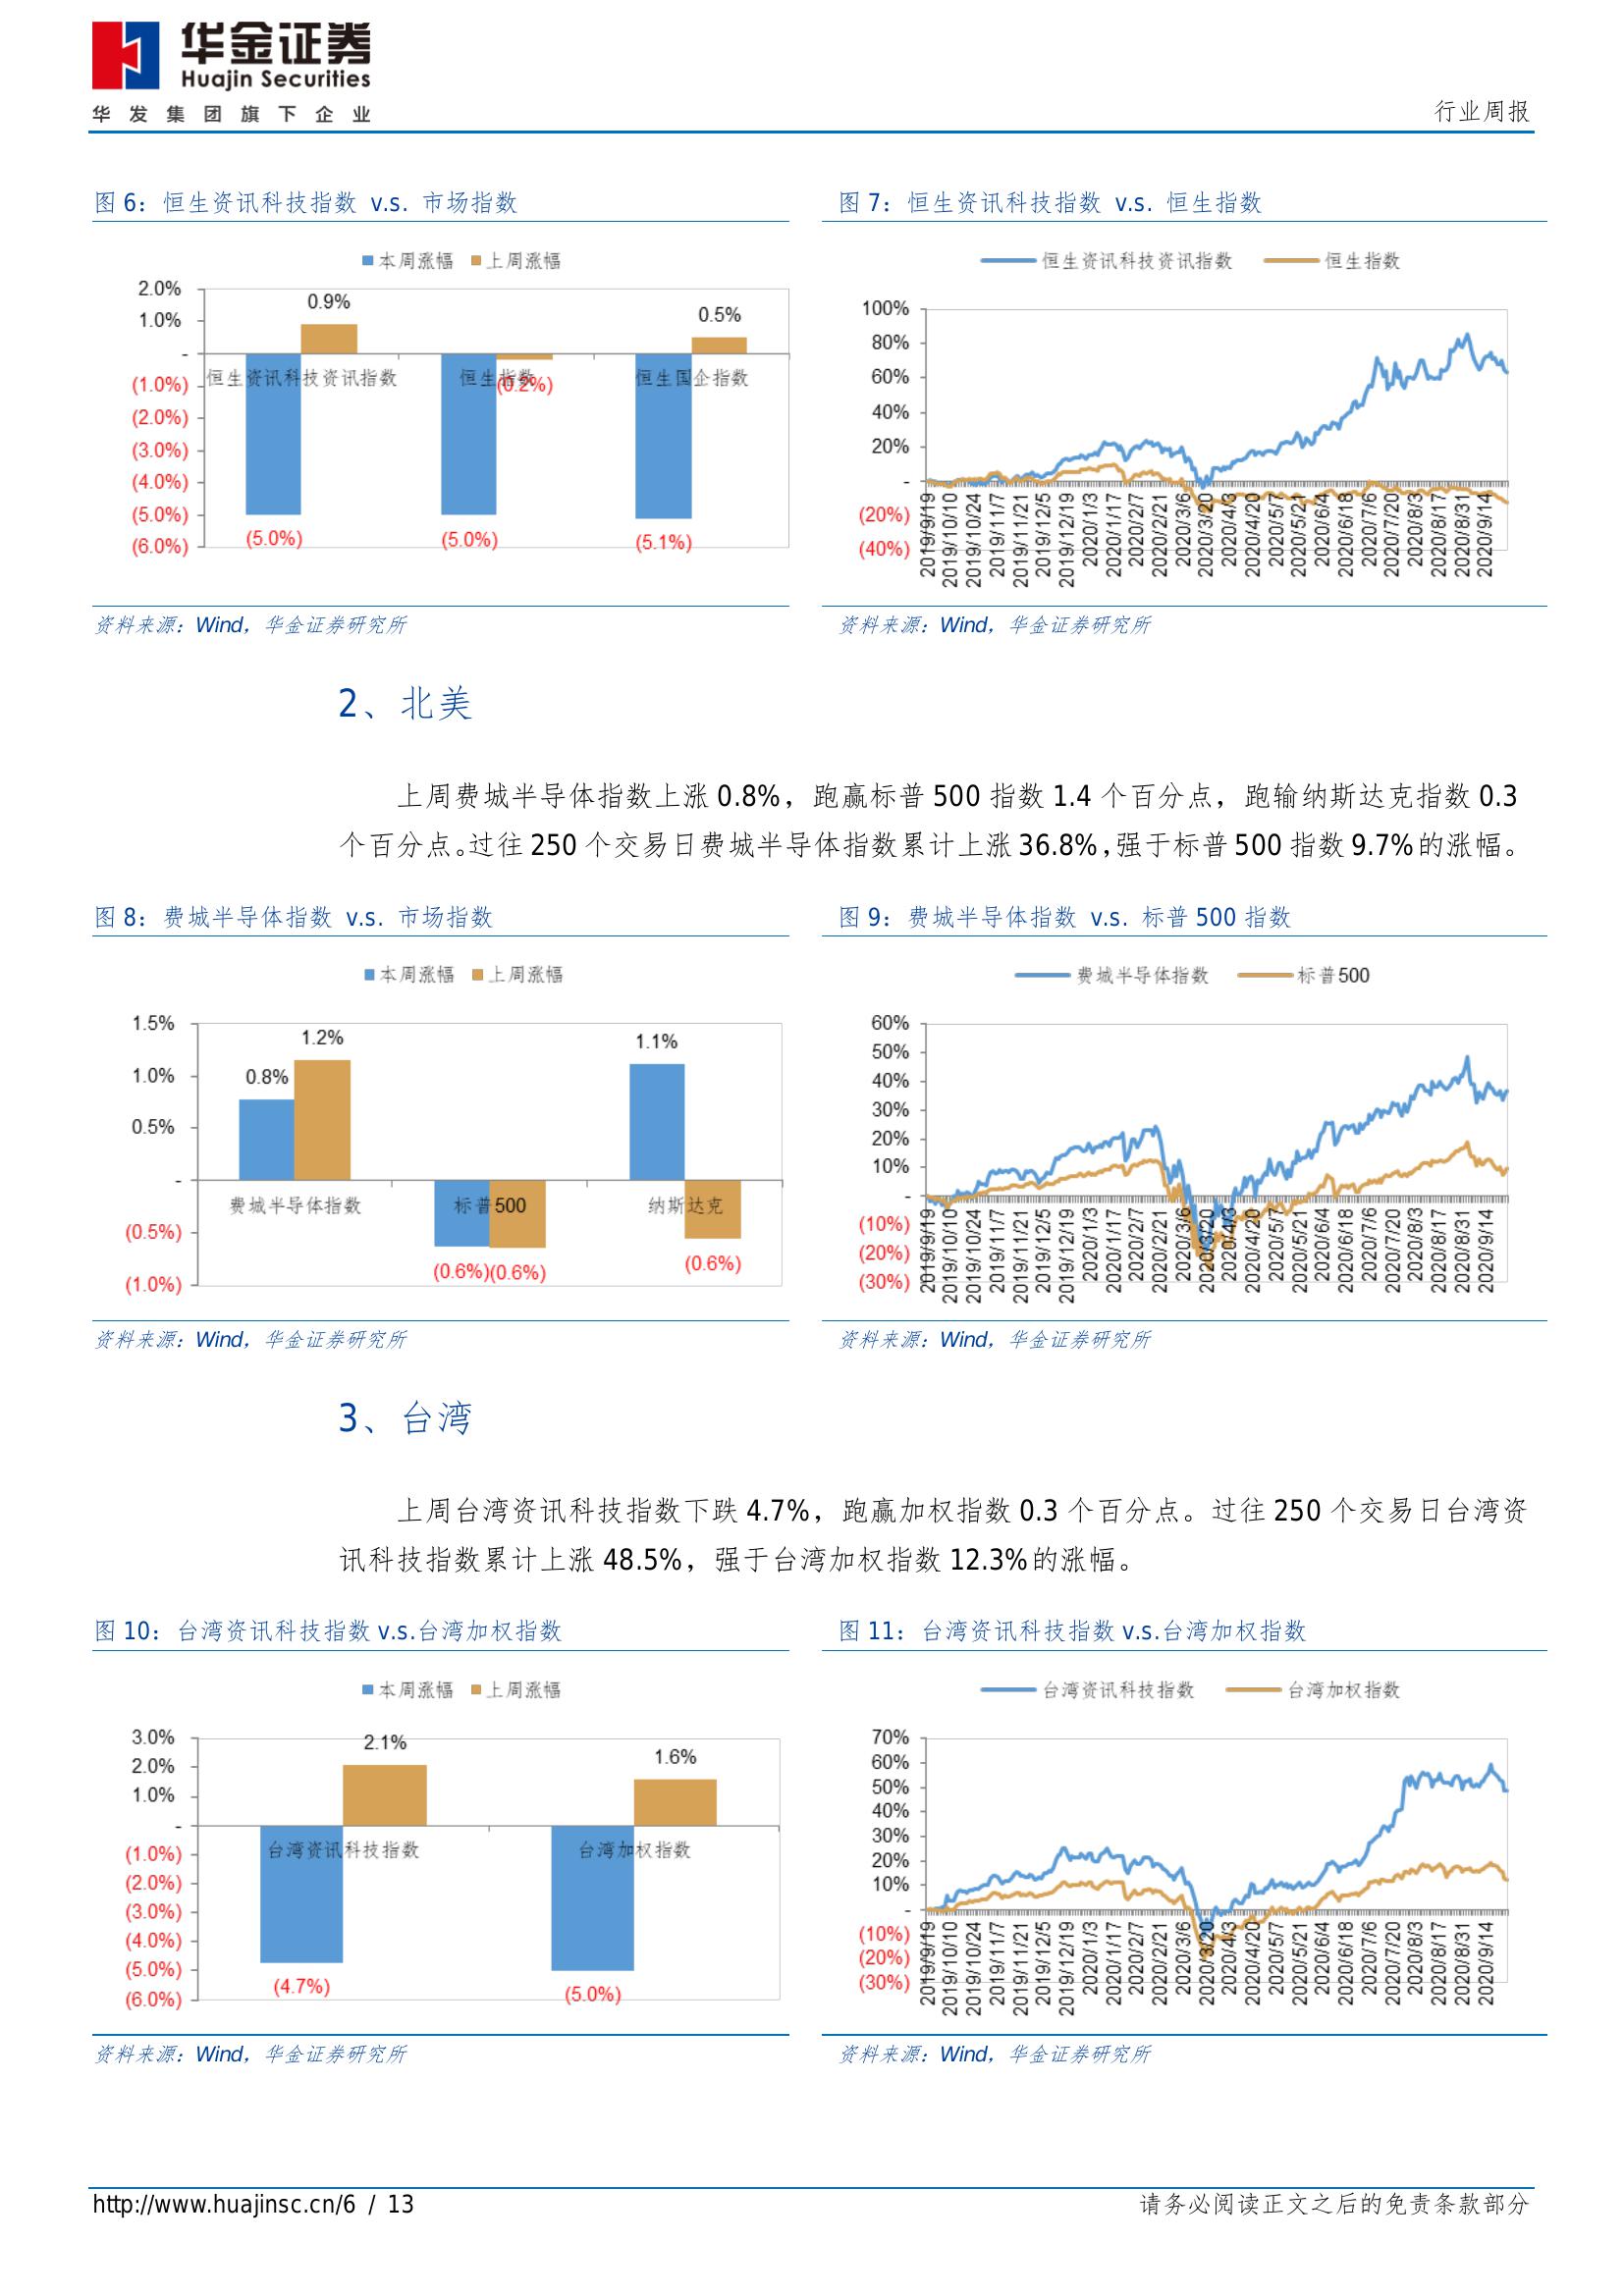 华金证券
Huajin Securities
华发集团旗下企业
行业周报
图 6：恒生资讯科技指数 v.s. 市场指数
本周涨幅 上周涨幅
2.0%
1.0%
-
(1.0%)
(2.0%)
(3.0%)
(4.0%)
(5.0%)
(6.0%)
0.9%
0.5%
恒生资讯科技资讯指数 恒生指数 恒生国企指数
(0.2%)
(5.0%) (5.0%) (5.1%)
资料来源：Wind，华金证券研究所
图 7：恒生资讯科技指数 v.s. 恒生指数
恒生资讯科技资讯指数 恒生指数
100%
80%
60%
40%
20%
-
(20%)
(40%)
2019/9/19 2019/10/10 2019/10/24 2019/11/7 2019/11/21 2019/12/5 2019/12/19 2020/1/3 2020/1/17 2020/2/7 2020/2/21 2020/3/6 2020/3/20 2020/4/3 2020/4/20 2020/5/7 2020/5/21 2020/6/4 2020/6/18 2020/7/6 2020/7/20 2020/8/3 2020/8/17 2020/8/31 2020/9/14
资料来源：Wind，华金证券研究所
2、北美
上周费城半导体指数上涨 0.8%，跑赢标普 500 指数 1.4 个百分点，跑输纳斯达克指数 0.3
个百分点。过往 250 个交易日费城半导体指数累计上涨 36.8%，强于标普 500 指数 9.7%的涨幅。
图 8：费城半导体指数 v.s. 市场指数
本周涨幅 上周涨幅
1.5%
1.0%
0.5%
-
(0.5%)
(1.0%)
0.8% 1.2% 1.1%
费城半导体指数 标普500 纳斯达克
(0.6%)(0.6%) (0.6%)
资料来源：Wind，华金证券研究所
图 9：费城半导体指数 v.s. 标普 500 指数
费城半导体指数 标普500
60%
50%
40%
30%
20%
10%
-
(10%)
(20%)
(30%)
2019/9/19 2019/10/10 2019/10/24 2019/11/7 2019/11/21 2019/12/5 2019/12/19 2020/1/3 2020/1/17 2020/2/7 2020/2/21 2020/3/6 2020/3/20 2020/4/3 2020/4/20 2020/5/7 2020/5/21 2020/6/4 2020/6/18 2020/7/6 2020/7/20 2020/8/3 2020/8/17 2020/8/31 2020/9/14
资料来源：Wind，华金证券研究所
3、台湾
上周台湾资讯科技指数下跌 4.7%，跑赢加权指数 0.3 个百分点。过往 250 个交易日台湾资
讯科技指数累计上涨 48.5%，强于台湾加权指数 12.3%的涨幅。
图 10：台湾资讯科技指数 v.s.台湾加权指数
本周涨幅 上周涨幅
3.0%
2.0%
1.0%
-
(1.0%)
(2.0%)
(3.0%)
(4.0%)
(5.0%)
(6.0%)
2.1% 1.6%
台湾资讯科技指数 台湾加权指数
(4.7%) (5.0%)
资料来源：Wind，华金证券研究所
图 11：台湾资讯科技指数 v.s.台湾加权指数
台湾资讯科技指数 台湾加权指数
70%
60%
50%
40%
30%
20%
10%
-
(10%)
(20%)
(30%)
2019/9/19 2019/10/10 2019/10/24 2019/11/7 2019/11/21 2019/12/5 2019/12/19 2020/1/3 2020/1/17 2020/2/7 2020/2/21 2020/3/6 2020/3/20 2020/4/3 2020/4/20 2020/5/7 2020/5/21 2020/6/4 2020/6/18 2020/7/6 2020/7/20 2020/8/3 2020/8/17 2020/8/31 2020/9/14
资料来源：Wind，华金证券研究所
http://www.huajinsc.cn/6 / 13
请务必阅读正文之后的免责条款部分